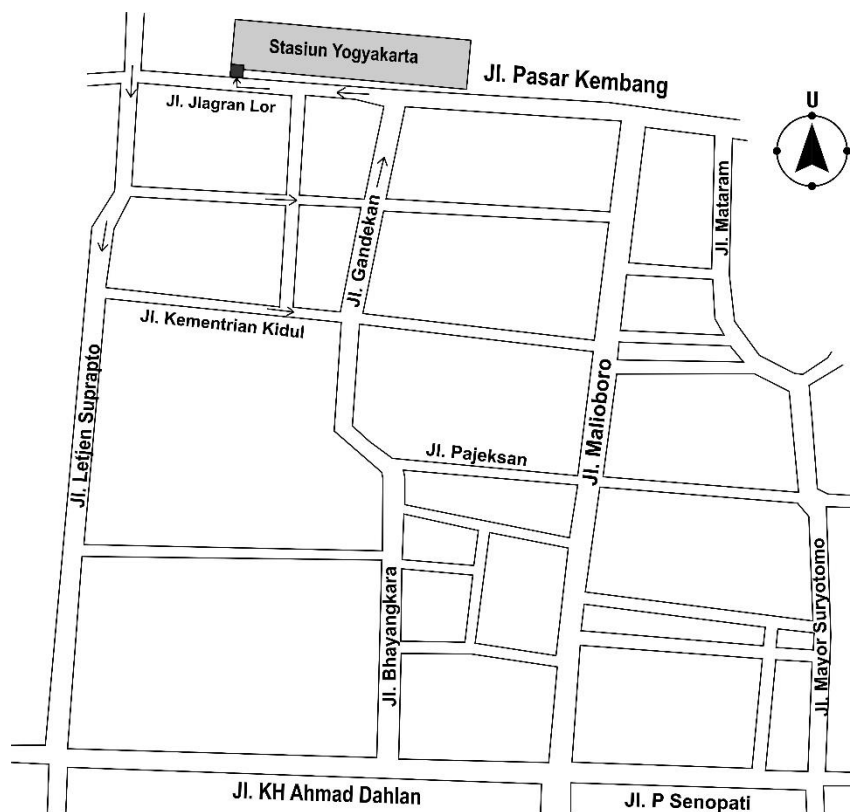 Stasiun Yogyakarta
Jl. Pasar Kembang
Jl. Jlagran Lor
U
Jl. Mataram
Jl. Gandekan
Jl. Kementrian Kidul
Jl. Malioboro
Jl. Letjen Suprapto
Jl. Pajeksan
Jl. Mayor Suryotomo
Jl. Bhayangkara
Jl. KH Ahmad Dahlan
Jl. P Senopati